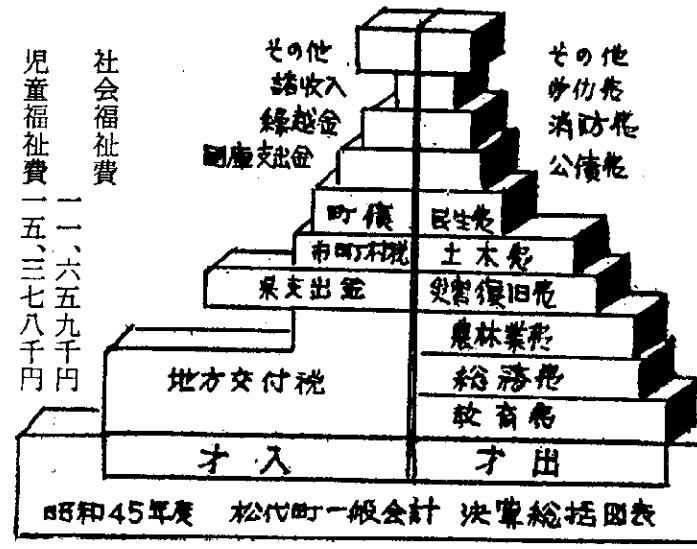 社会福祉費
一一、六五九千円
児童福祉費一五、三七八千円
その他
諸収入
繰越金
国庫支出金
町債
市町村税
県支出金
地方交付税
才入
その他
労仂費
消防費
公債費
民生費
土木費
災害復旧費
農林業費
総務費
教育費
才出
昭和45年度 松代町一般会計 決算総括図表